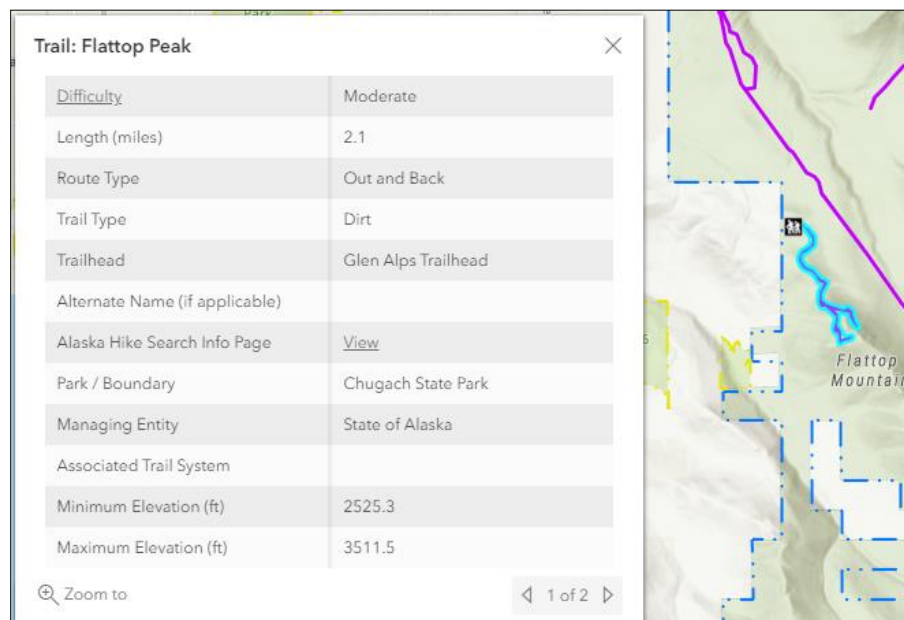 Park
Trail: Flattop Peak
Difficulty Moderate
Length (miles) 2.1
Route Type Out and Back
Trail Type Dirt
Trailhead Glen Alps Trailhead
Alternate Name (if applicable)
Alaska Hike Search Info Page View
Park / Boundary Chugach State Park
Managing Entity State of Alaska
Associated Trail System
Minimum Elevation (ft) 2525.3
Maximum Elevation (ft) 3511.5
Zoom to
1 of 2
Flattop
Mountain